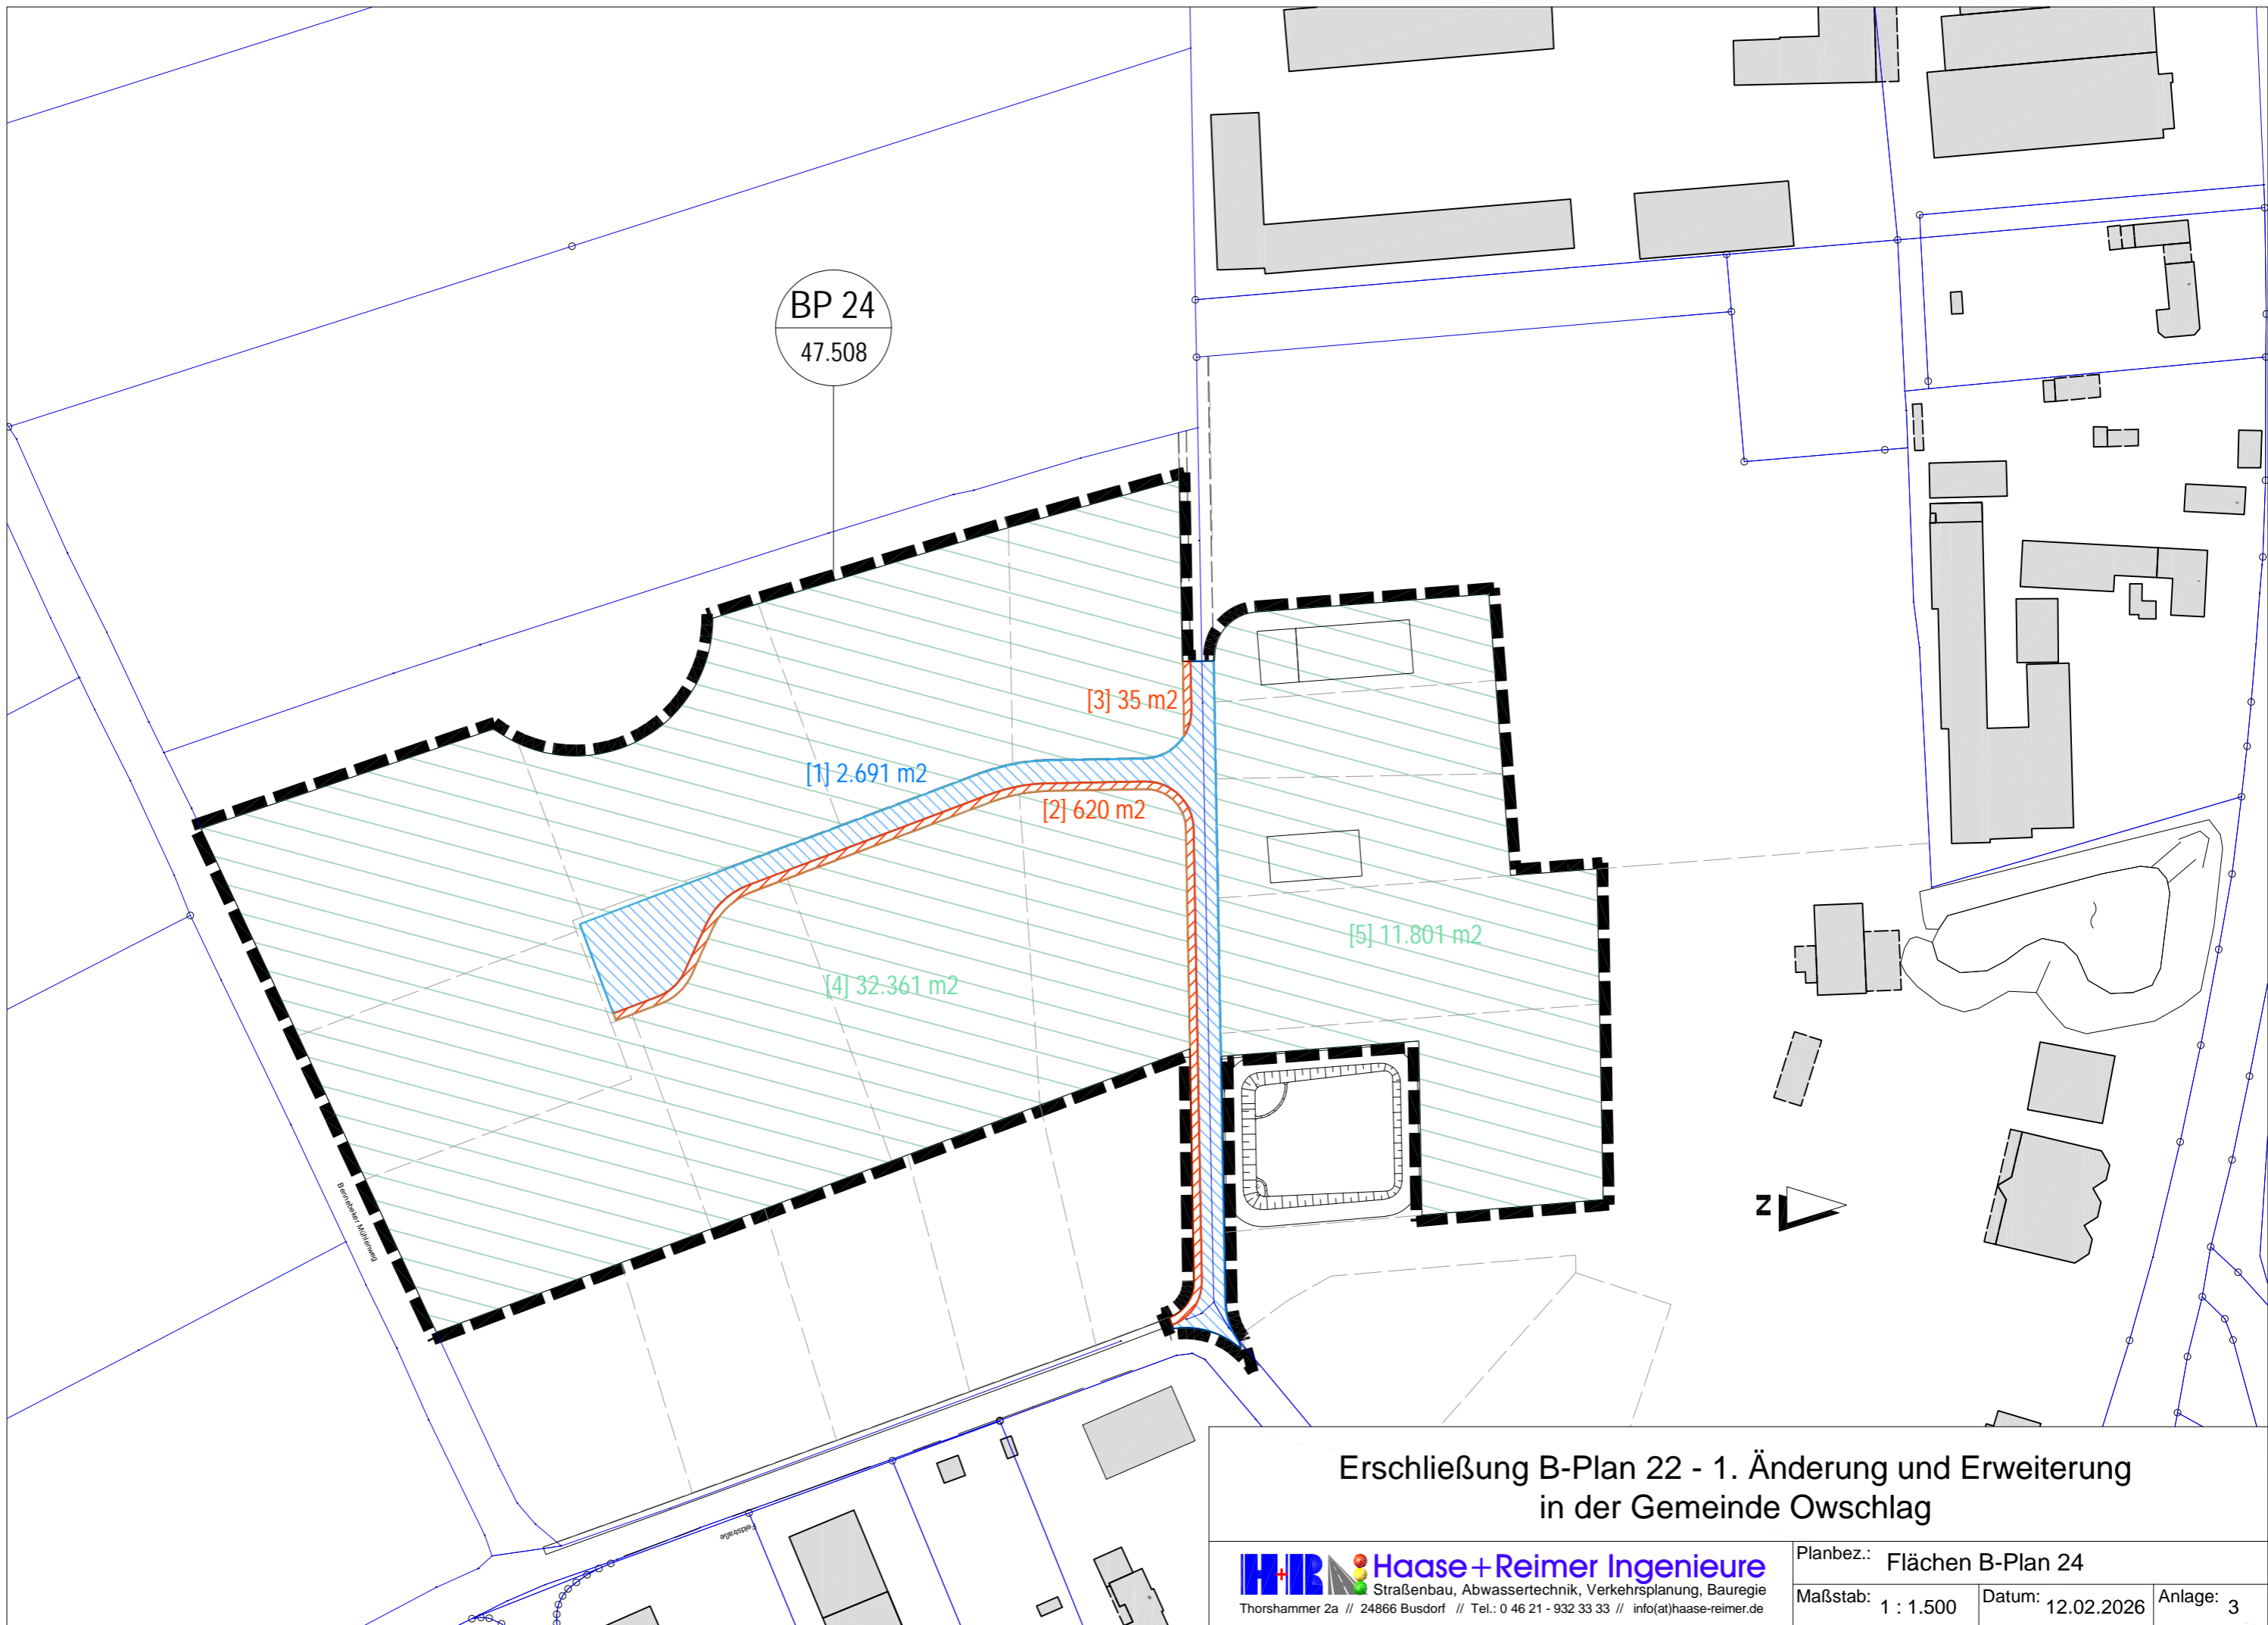 BP 24
47.508
[3] 35 m2
[1] 2.691 m2
[2] 620 m2
[5] 11.801 m2
[4] 32.361 m2
Bennebeker Mühlenweg
N
Feldstraße
Erschließung B-Plan 22 - 1. Änderung und Erweiterung
in der Gemeinde Owschlag
H+R Haase+Reimer Ingenieure
Straßenbau, Abwassertechnik, Verkehrsplanung, Bauregie
Thorshammer 2a // 24866 Busdorf // Tel.: 0 46 21 - 932 33 33 // info(at)haase-reimer.de
Planbez.: Flächen B-Plan 24
Maßstab: 1 : 1.500
Datum: 12.02.2026
Anlage: 3